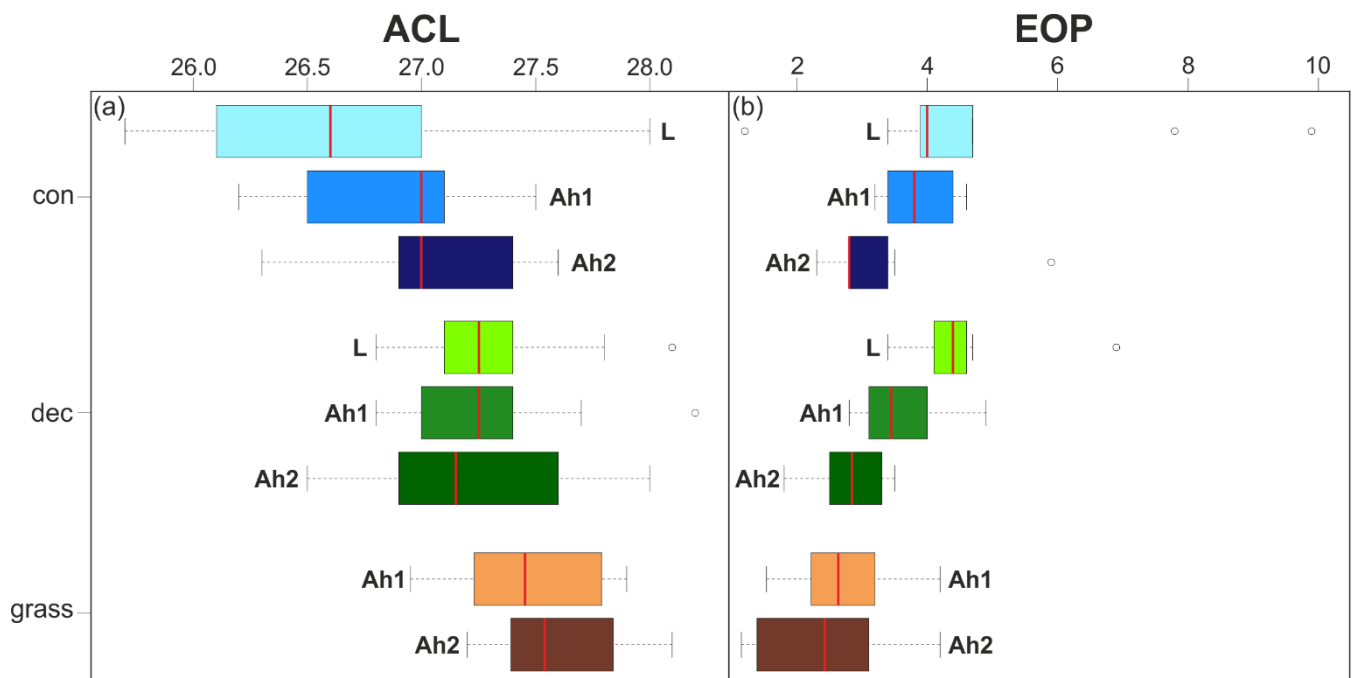 ACL EOP
26.0 26.5 27.0 27.5 28.0 2 4 6 8 10
(a) (b)
L L
con Ah1 Ah1
Ah2 Ah2
L L
dec Ah1 Ah1
Ah2 Ah2
Ah1 Ah1
grass
Ah2 Ah2